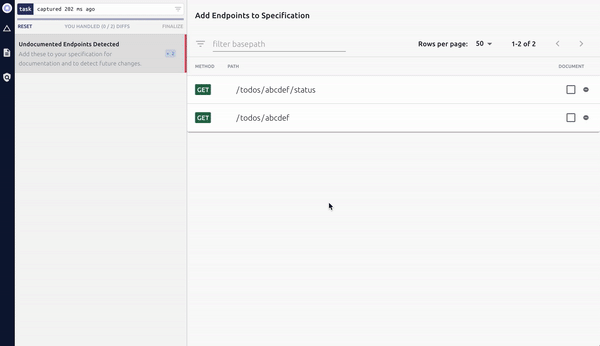 task captured 202 ms ago
RESET YOU HANDLED (0 / 2) DIFFS FINALIZE
Undocumented Endpoints Detected
Add these to your specification for
documentation and to detect future changes.
Add Endpoints to Specification
filter basepath Rows per page: 50 1-2 of 2
METHOD PATH DOCUMENT
GET /todos/abcdef/status
GET /todos/abcdef